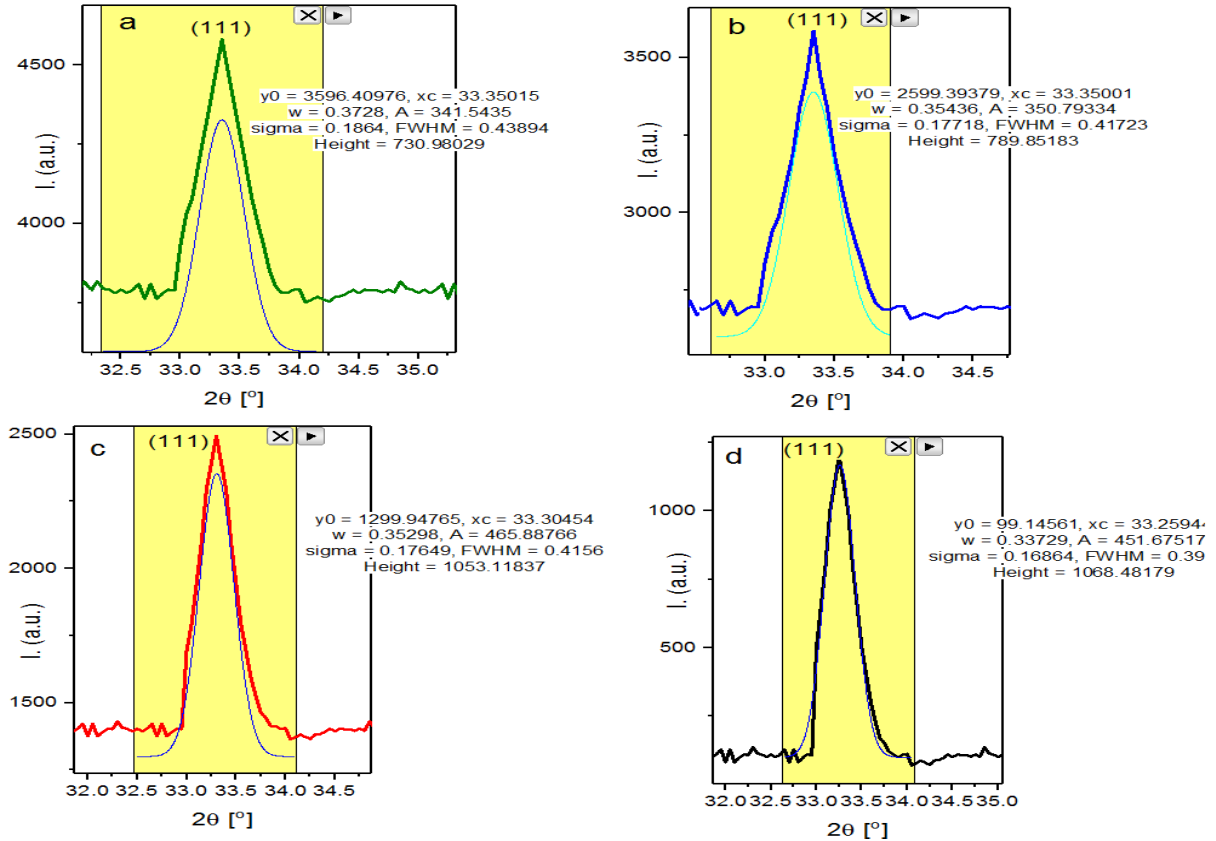 a
(111)
4500
4000
I. (a.u.)
y0 = 3596.40976, xc = 33.35015
w = 0.3728, A = 341.5435
sigma = 0.1864, FWHM = 0.43894
Height = 730.98029
32.5 33.0 33.5 34.0 34.5 35.0
2θ [°]
b
(111)
3500
3000
I. (a.u.)
y0 = 2599.39379, xc = 33.35001
w = 0.35436, A = 350.79334
sigma = 0.17718, FWHM = 0.41723
Height = 789.85183
33.0 33.5 34.0 34.5
2θ [°]
c
(111)
2500
2000
1500
I. (a.u.)
y0 = 1299.94765, xc = 33.30454
w = 0.35298, A = 465.88766
sigma = 0.17649, FWHM = 0.4156
Height = 1053.11837
32.0 32.5 33.0 33.5 34.0 34.5
2θ [°]
d
(111)
1000
500
I. (a.u.)
y0 = 99.14561, xc = 33.25944
w = 0.33729, A = 451.67517
sigma = 0.16864, FWHM = 0.39
Height = 1068.48179
32.0 32.5 33.0 33.5 34.0 34.5 35.0
2θ [°]